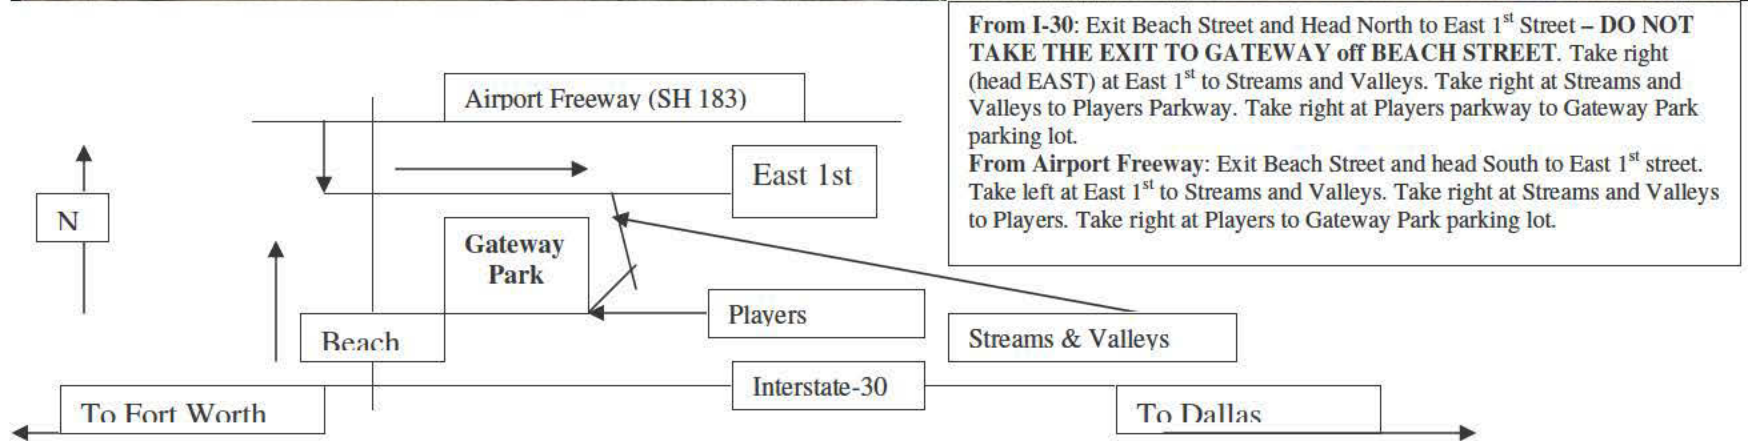 From I-30: Exit Beach Street and Head North to East 1st Street – DO NOT
TAKE THE EXIT TO GATEWAY off BEACH STREET. Take right
(head EAST) at East 1st to Streams and Valleys. Take right at Streams and
Valleys to Players Parkway. Take right at Players parkway to Gateway Park
parking lot.
From Airport Freeway: Exit Beach Street and head South to East 1st street.
Take left at East 1st to Streams and Valleys. Take right at Streams and Valleys
to Players. Take right at Players to Gateway Park parking lot.
Airport Freeway (SH 183)
East 1st
N
Gateway
Park
Players
Beach
Streams & Valleys
Interstate-30
To Fort Worth
To Dallas